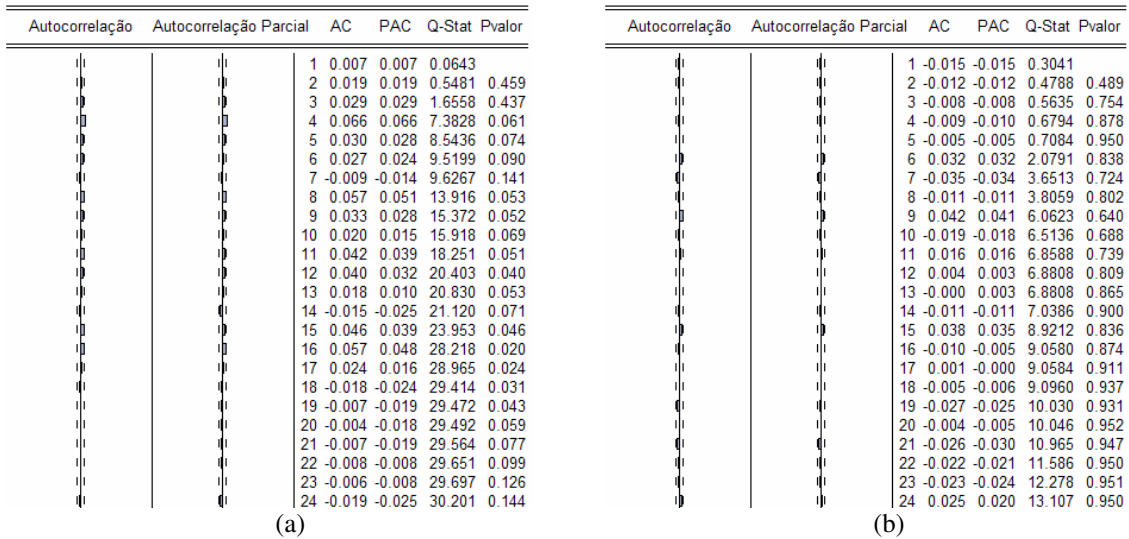 Autocorrelação Autocorrelação Parcial AC PAC Q-Stat Pvalor
1 0.007 0.007 0.0643
2 0.019 0.019 0.5481 0.459
3 0.029 0.029 1.6558 0.437
4 0.066 0.066 7.3828 0.061
5 0.030 0.028 8.5436 0.074
6 0.027 0.024 9.5199 0.090
7 -0.009 -0.014 9.6267 0.141
8 0.057 0.051 13.916 0.053
9 0.033 0.028 15.372 0.052
10 0.020 0.015 15.918 0.069
11 0.042 0.039 18.251 0.051
12 0.040 0.032 20.403 0.040
13 0.018 0.010 20.830 0.053
14 -0.015 -0.025 21.120 0.071
15 0.046 0.039 23.953 0.046
16 0.057 0.048 28.218 0.020
17 0.024 0.016 28.965 0.024
18 -0.018 -0.024 29.414 0.031
19 -0.007 -0.019 29.472 0.043
20 -0.004 -0.018 29.492 0.059
21 -0.007 -0.019 29.564 0.077
22 -0.008 -0.008 29.651 0.099
23 -0.006 -0.008 29.697 0.126
24 -0.019 -0.025 30.201 0.144
(a)
Autocorrelação Autocorrelação Parcial AC PAC Q-Stat Pvalor
1 -0.015 -0.015 0.3041
2 -0.012 -0.012 0.4788 0.489
3 -0.008 -0.008 0.5635 0.754
4 -0.009 -0.010 0.6794 0.878
5 -0.005 -0.005 0.7084 0.950
6 0.032 0.032 2.0791 0.838
7 -0.035 -0.034 3.6513 0.724
8 -0.011 -0.011 3.8059 0.802
9 0.042 0.041 6.0623 0.640
10 -0.019 -0.018 6.5136 0.688
11 0.016 0.016 6.8588 0.739
12 0.004 0.003 6.8808 0.809
13 -0.000 0.003 6.8808 0.865
14 -0.011 -0.011 7.0386 0.900
15 0.038 0.035 8.9212 0.836
16 -0.010 -0.005 9.0580 0.874
17 0.001 -0.000 9.0584 0.911
18 -0.005 -0.006 9.0960 0.937
19 -0.027 -0.025 10.030 0.931
20 -0.004 -0.005 10.046 0.952
21 -0.026 -0.030 10.965 0.947
22 -0.022 -0.021 11.586 0.950
23 -0.023 -0.024 12.278 0.951
24 0.025 0.020 13.107 0.950
(b)